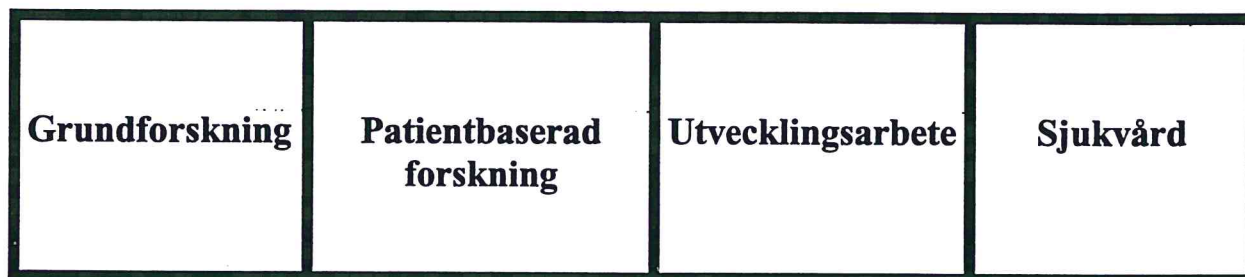 Grundforskning
Patientbaserad
forskning
Utvecklingsarbete
Sjukvård